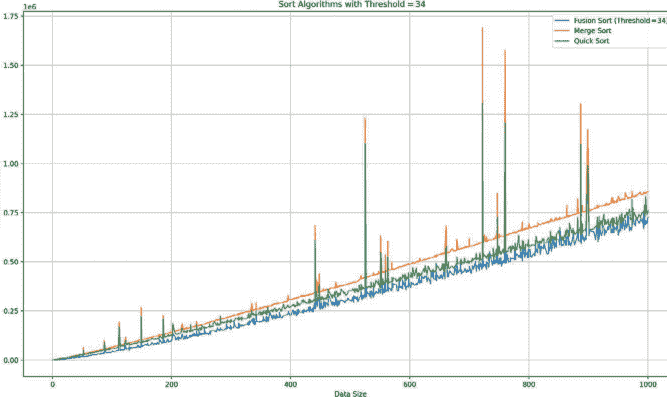 Sort Algorithms with Threshold = 34
1e6
Fusion Sort (Threshold = 34)
Merge Sort
Quick Sort
1.75
1.50
1.25
1.00
0.75
0.50
0.25
0.00
0 200 400 600 800 1000
Data Size